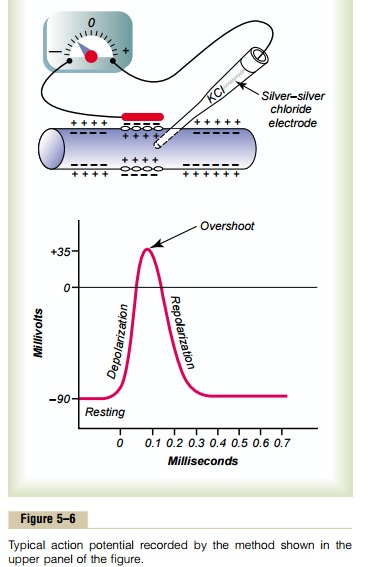 0
– +
KCl
Silver–silver
chloride
electrode
+ + + + + + + + +
– – – – – – – – – – – – – –
+ + + +
+ + + +
– – – – – – – – – –
+ + + + – – – – + + + + + +
Overshoot
+35
0
Millivolts
Depolarization
Repolarization
–90
Resting
0 0.1 0.2 0.3 0.4 0.5 0.6 0.7
Milliseconds
Figure 5–6
Typical action potential recorded by the method shown in the
upper panel of the figure.